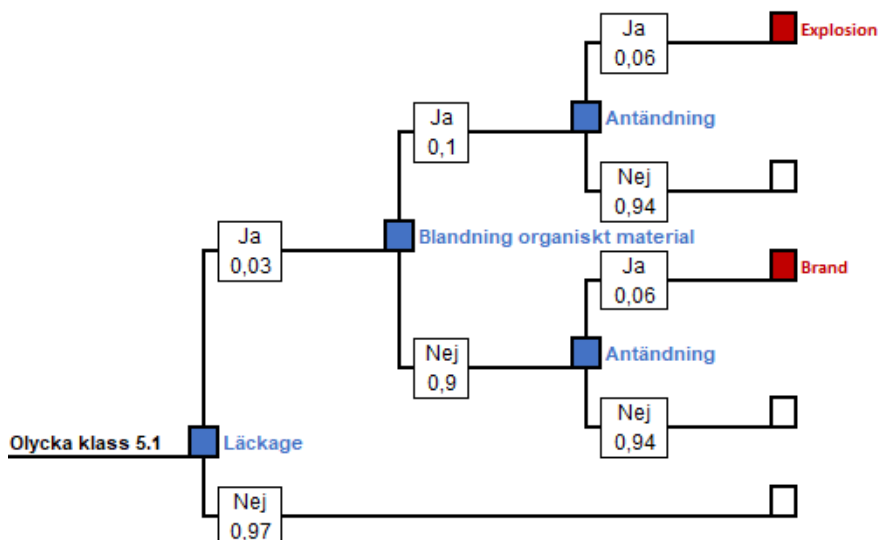 Ja
0,06
Explosion
Antändning
Ja
0,1
Nej
0,94
Ja
0,03
Blandning organiskt material
Ja
0,06
Brand
Antändning
Nej
0,9
Nej
0,94
Olycka klass 5.1
Läckage
Nej
0,97